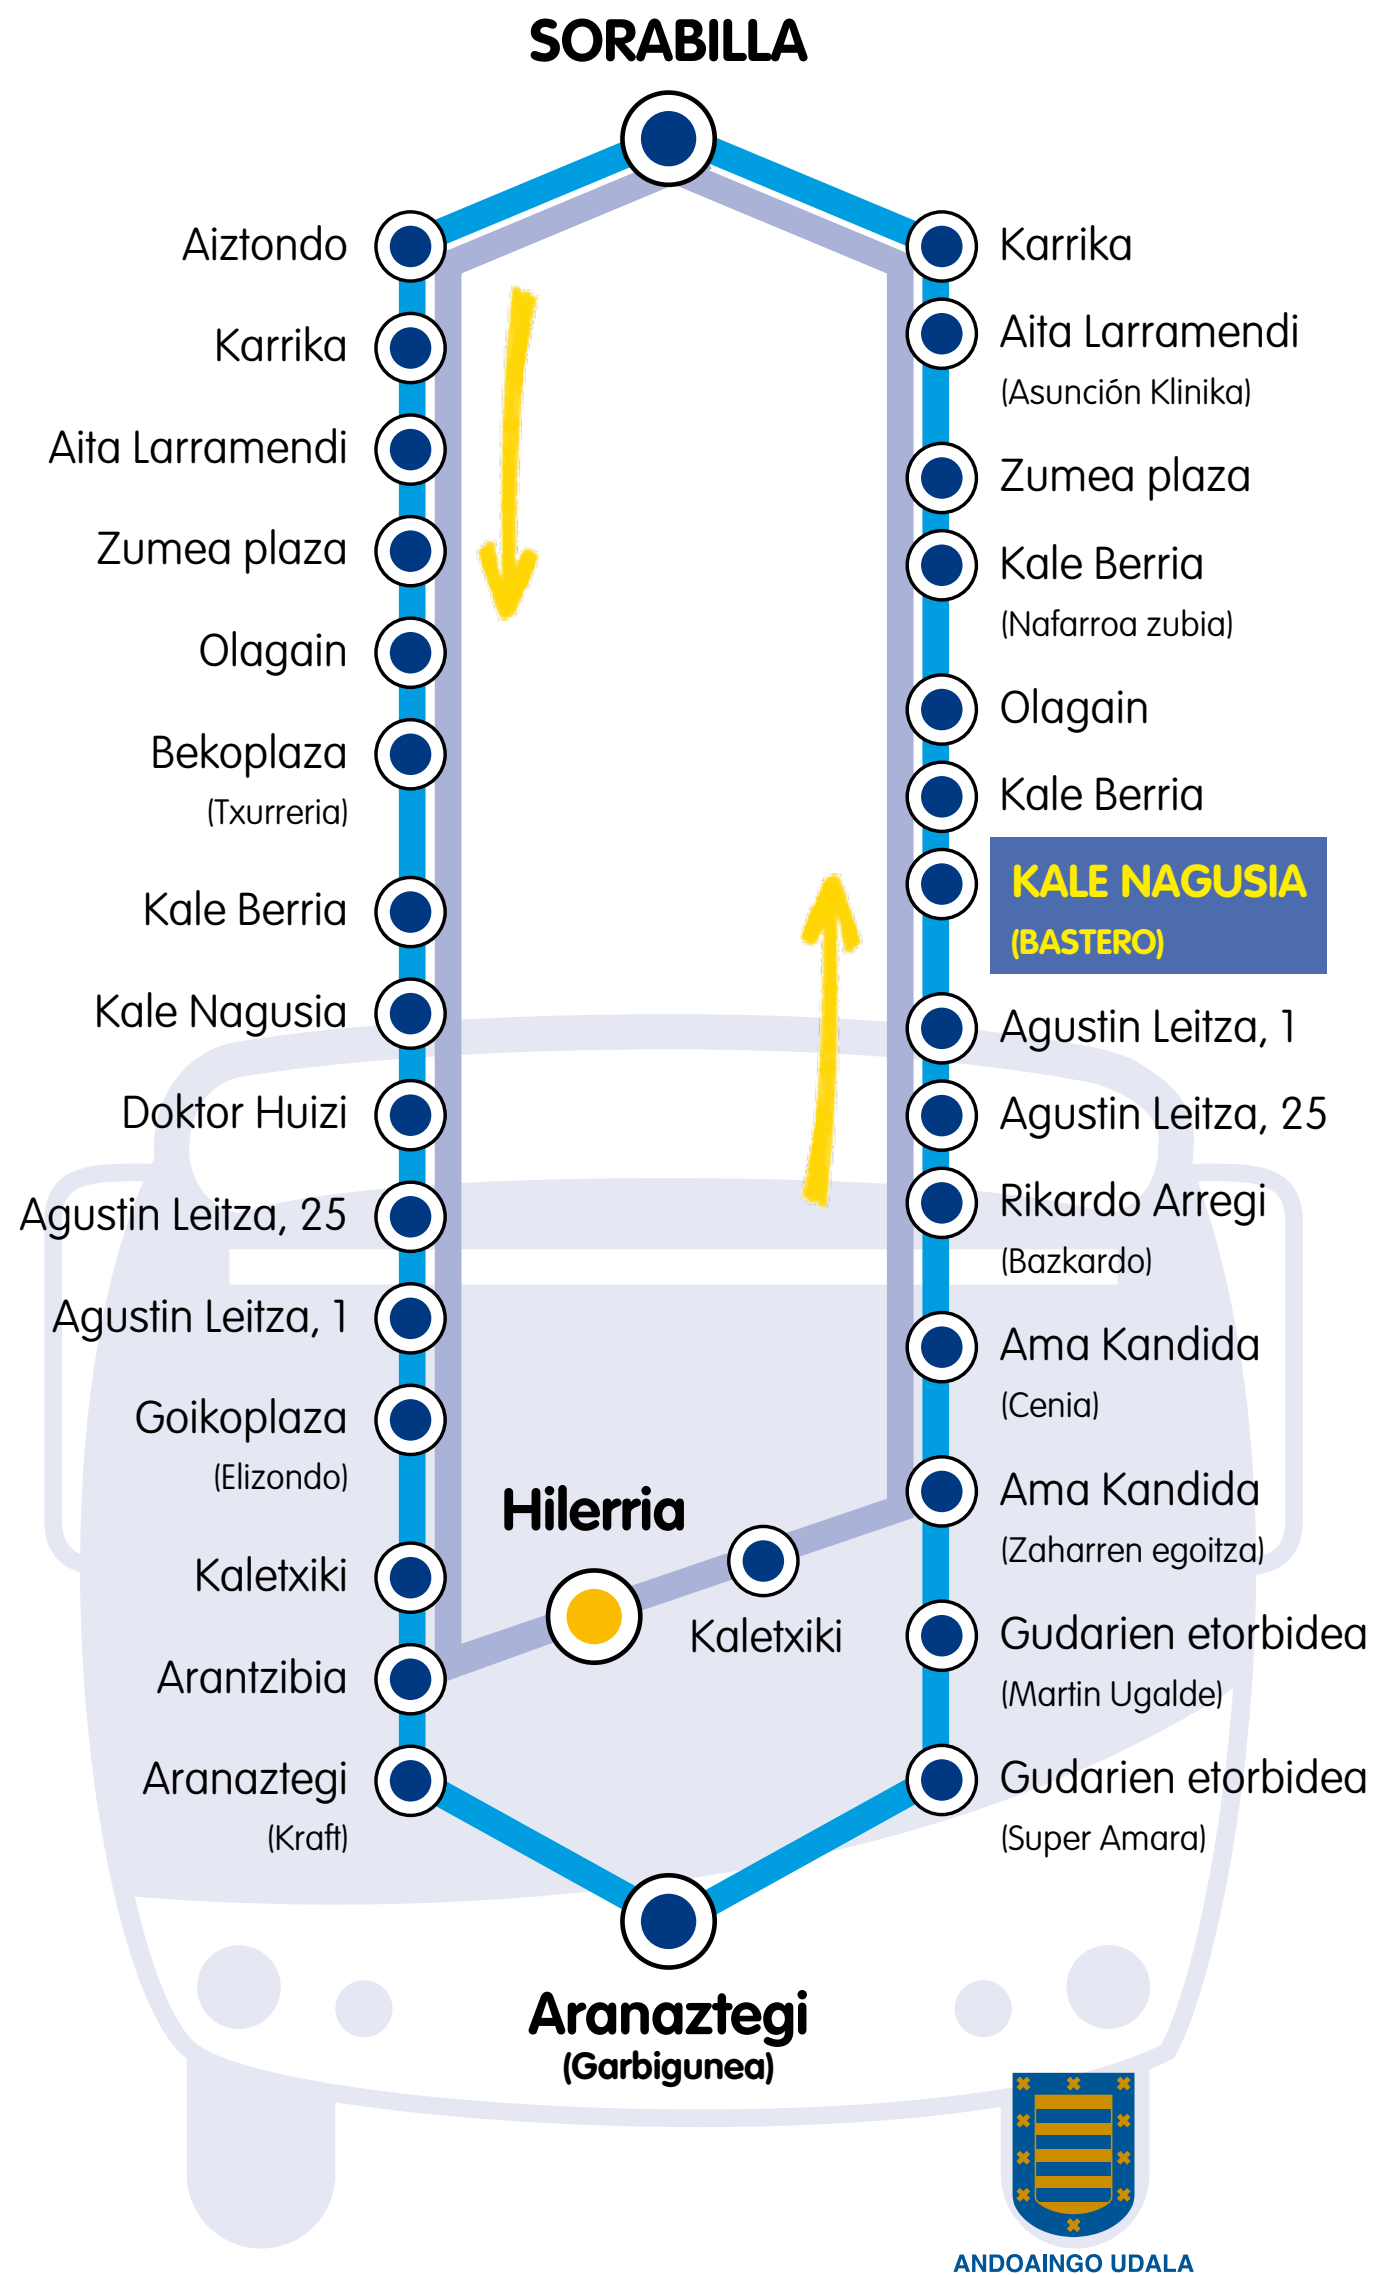 SORABILLA
Aiztondo
Karrika
Aita Larramendi
Zumea plaza
Olagain
Bekoplaza
(Txurreria)
Kale Berria
Kale Nagusia
Doktor Huizi
Agustin Leitza, 25
Agustin Leitza, 1
Goikoplaza
(Elizondo)
Kaletxiki
Arantzibia
Aranaztegi
(Kraft)
Karrika
Aita Larramendi
(Asunción Klinika)
Zumea plaza
Kale Berria
(Nafarroa zubia)
Olagain
Kale Berria
KALE NAGUSIA
(BASTERO)
Agustin Leitza, 1
Agustin Leitza, 25
Rikardo Arregi
(Bazkardo)
Ama Kandida
(Cenia)
Ama Kandida
(Zaharren egoitza)
Gudarien etorbidea
(Martin Ugalde)
Gudarien etorbidea
(Super Amara)
Hilerria
Kaletxiki
Aranaztegi
(Garbigunea)
ANDOAINGO UDALA